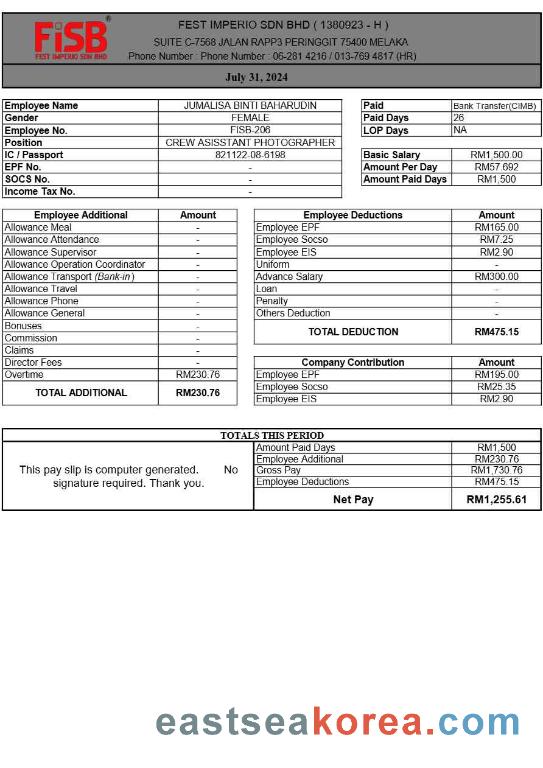 FiSB®
FEST IMPERIO SDN BHD
FEST IMPERIO SDN BHD ( 1380923 - H )
SUITE C-7568 JALAN RAPP3 PERINGGIT 75400 MELAKA
Phone Number : Phone Number : 06-281 4216 / 013-769 4817 (HR)
July 31, 2024
Employee Name JUMALISA BINTI BAHARUDIN
Gender FEMALE
Employee No. FISB-206
Position CREW ASISSTANT PHOTOGRAPHER
IC / Passport 821122-08-6198
EPF No. -
SOCS No. -
Income Tax No. -
Paid Bank Transfer(CIMB)
Paid Days 26
LOP Days NA
Basic Salary RM1,500.00
Amount Per Day RM57.692
Amount Paid Days RM1,500
Employee Additional Amount
Allowance Meal -
Allowance Attendance -
Allowance Supervisor -
Allowance Operation Coordinator -
Allowance Transport (Bank-in) -
Allowance Travel -
Allowance Phone -
Allowance General -
Bonuses -
Commission -
Claims -
Director Fees -
Overtime RM230.76
TOTAL ADDITIONAL RM230.76
Employee Deductions Amount
Employee EPF RM165.00
Employee Socso RM7.25
Employee EIS RM2.90
Uniform -
Advance Salary RM300.00
Loan -
Penalty -
Others Deduction -
TOTAL DEDUCTION RM475.15
Company Contribution Amount
Employee EPF RM195.00
Employee Socso RM25.35
Employee EIS RM2.90
TOTALS THIS PERIOD
This pay slip is computer generated. No
signature required. Thank you.
Amount Paid Days RM1,500
Employee Additional RM230.76
Gross Pay RM1,730.76
Employee Deductions RM475.15
Net Pay RM1,255.61
eastseakorea.com